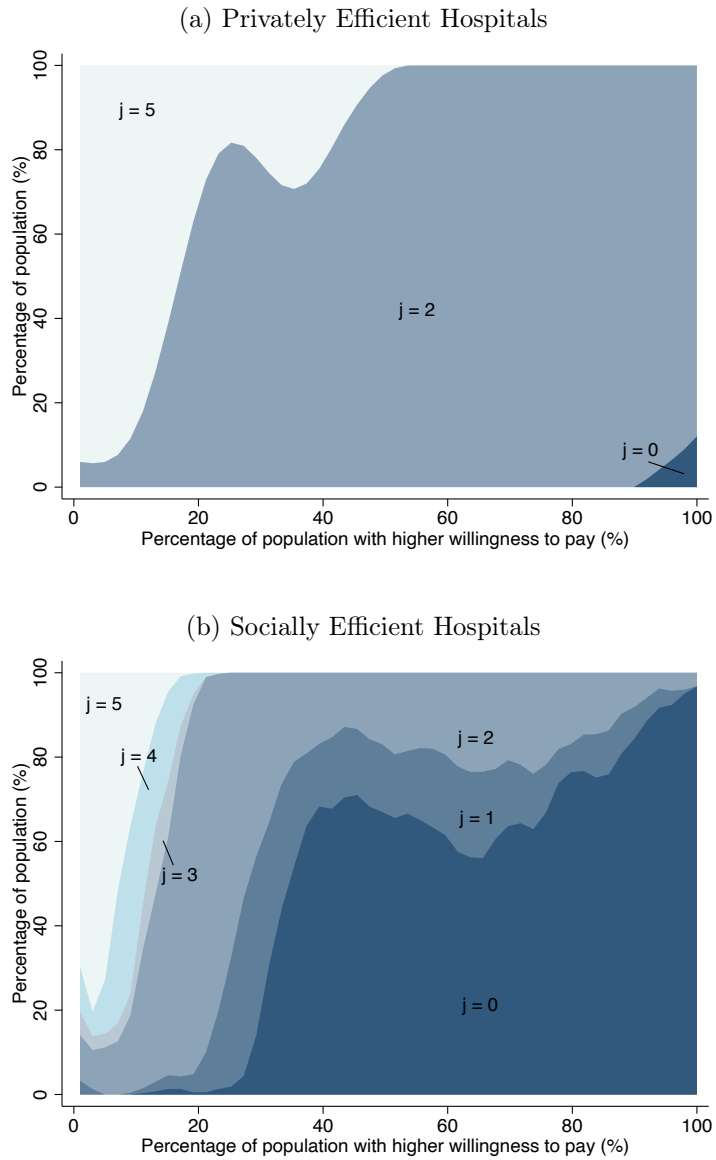 (a) Privately Efficient Hospitals
100
80
60
40
20
0
Percentage of population (%)
j = 5
j = 2
j = 0
0 20 40 60 80 100
Percentage of population with higher willingness to pay (%)
(b) Socially Efficient Hospitals
100
80
60
40
20
0
Percentage of population (%)
j = 5
j = 4
j = 3
j = 2
j = 1
j = 0
0 20 40 60 80 100
Percentage of population with higher willingness to pay (%)